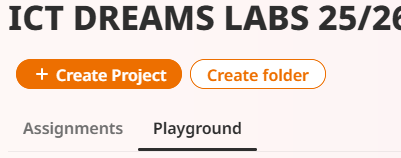 ICT DREAMS LABS 25/26
+ Create Project Create folder
Assignments Playground